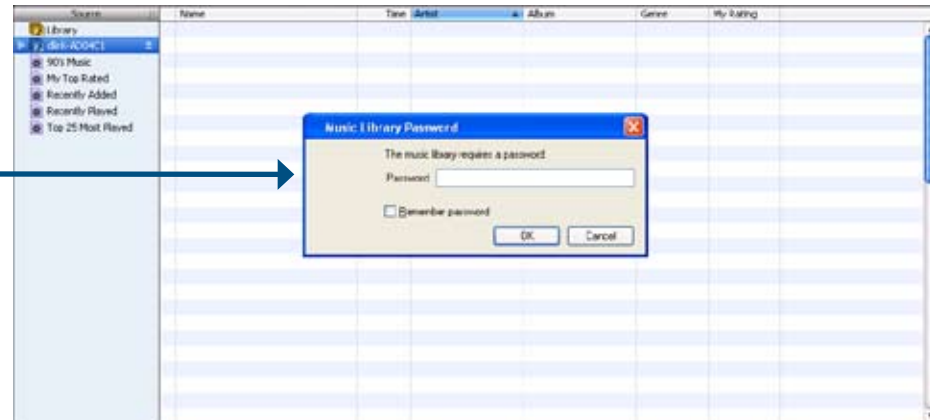 Source Name Time Artist Album Genre My Rating
Library
dlink-AD04C1
90's Music
My Top Rated
Recently Added
Recently Played
Top 25 Most Played
Music Library Password
The music library requires a password
Password
Remember password
OK Cancel